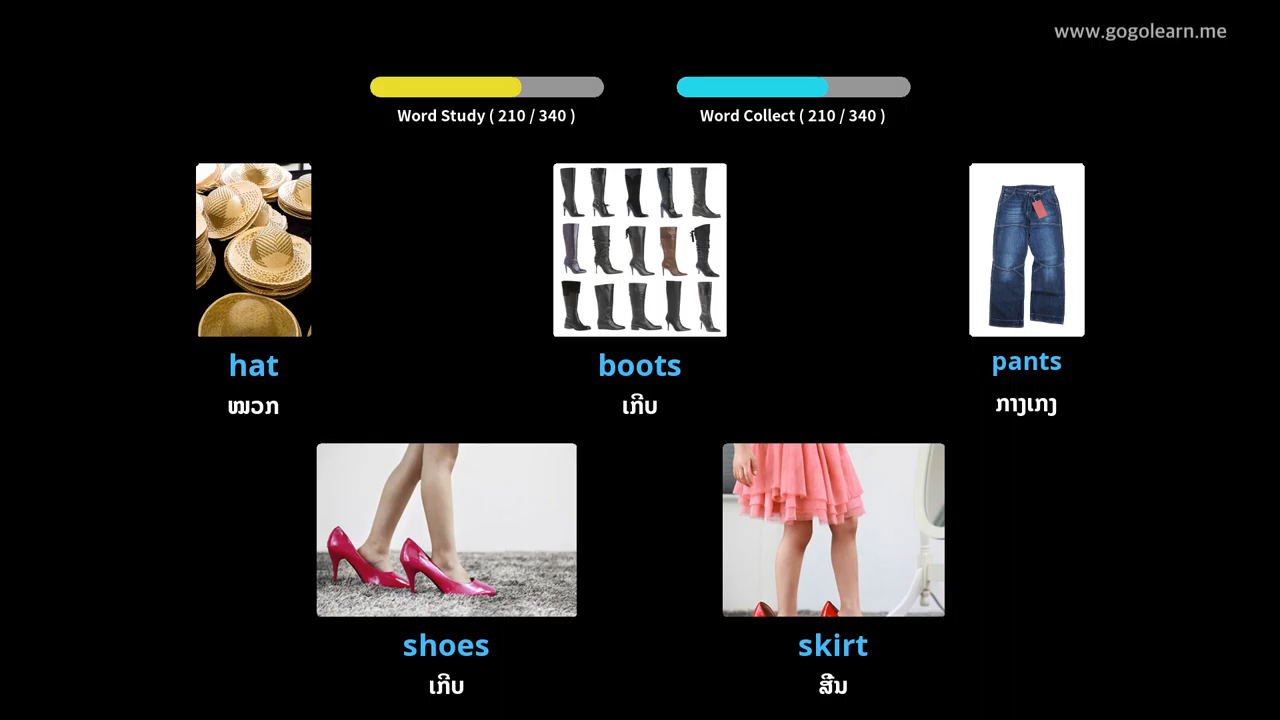 www.gogolearn.me
Word Study ( 210 / 340 )
Word Collect ( 210 / 340 )
hat
ໝວກ
boots
ເກີບ
pants
ກາງເກງ
shoes
ເກີບ
skirt
ສິ້ນ